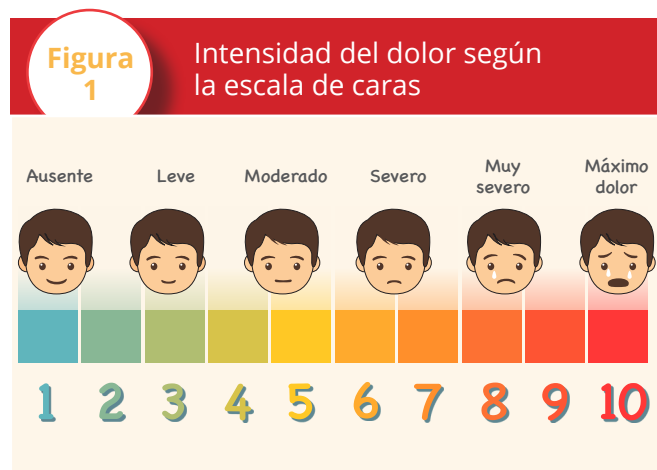 Figura
1
Intensidad del dolor según
la escala de caras
Ausente
Leve
Moderado
Severo
Muy
severo
Máximo
dolor
1 2 3 4 5 6 7 8 9 10